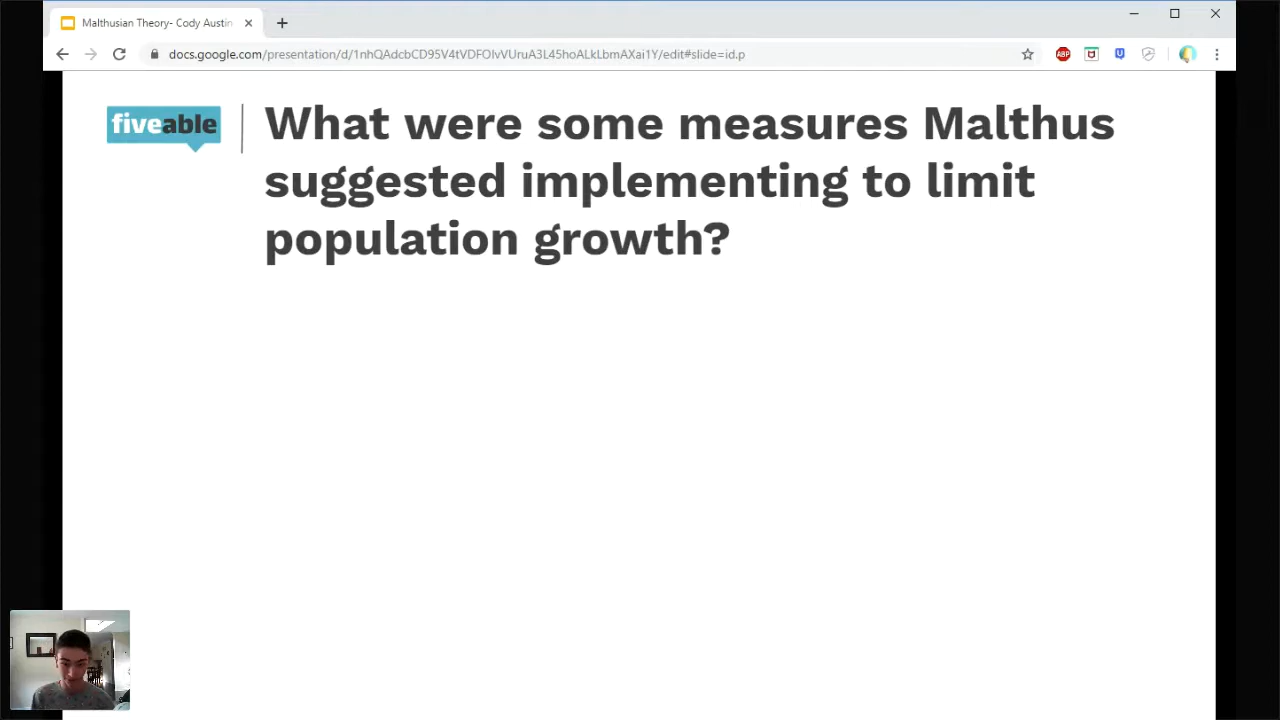 Malthusian Theory- Cody Austin
docs.google.com/presentation/d/1nhQAdcbCD95V4tVDFOlvVUruA3L45hoALkLbmAXai1Y/edit#slide=id.p
ABP
fiveable
What were some measures Malthus
suggested implementing to limit
population growth?